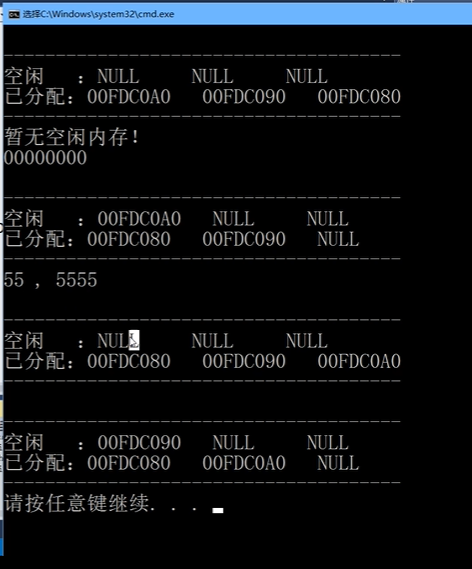 选择C:\Windows\system32\cmd.exe
----------------------------------------
空闲   ：NULL     NULL     NULL
已分配：00FDC0A0   00FDC090   00FDC080
----------------------------------------
暂无空闲内存！
00000000
----------------------------------------
空闲   ：00FDC0A0   NULL     NULL
已分配：00FDC080   00FDC090   NULL
----------------------------------------
55 , 5555
----------------------------------------
空闲   ：NULL     NULL     NULL
已分配：00FDC080   00FDC090   00FDC0A0
----------------------------------------
----------------------------------------
空闲   ：00FDC090   NULL     NULL
已分配：00FDC080   00FDC0A0   NULL
----------------------------------------
请按任意键继续. . .